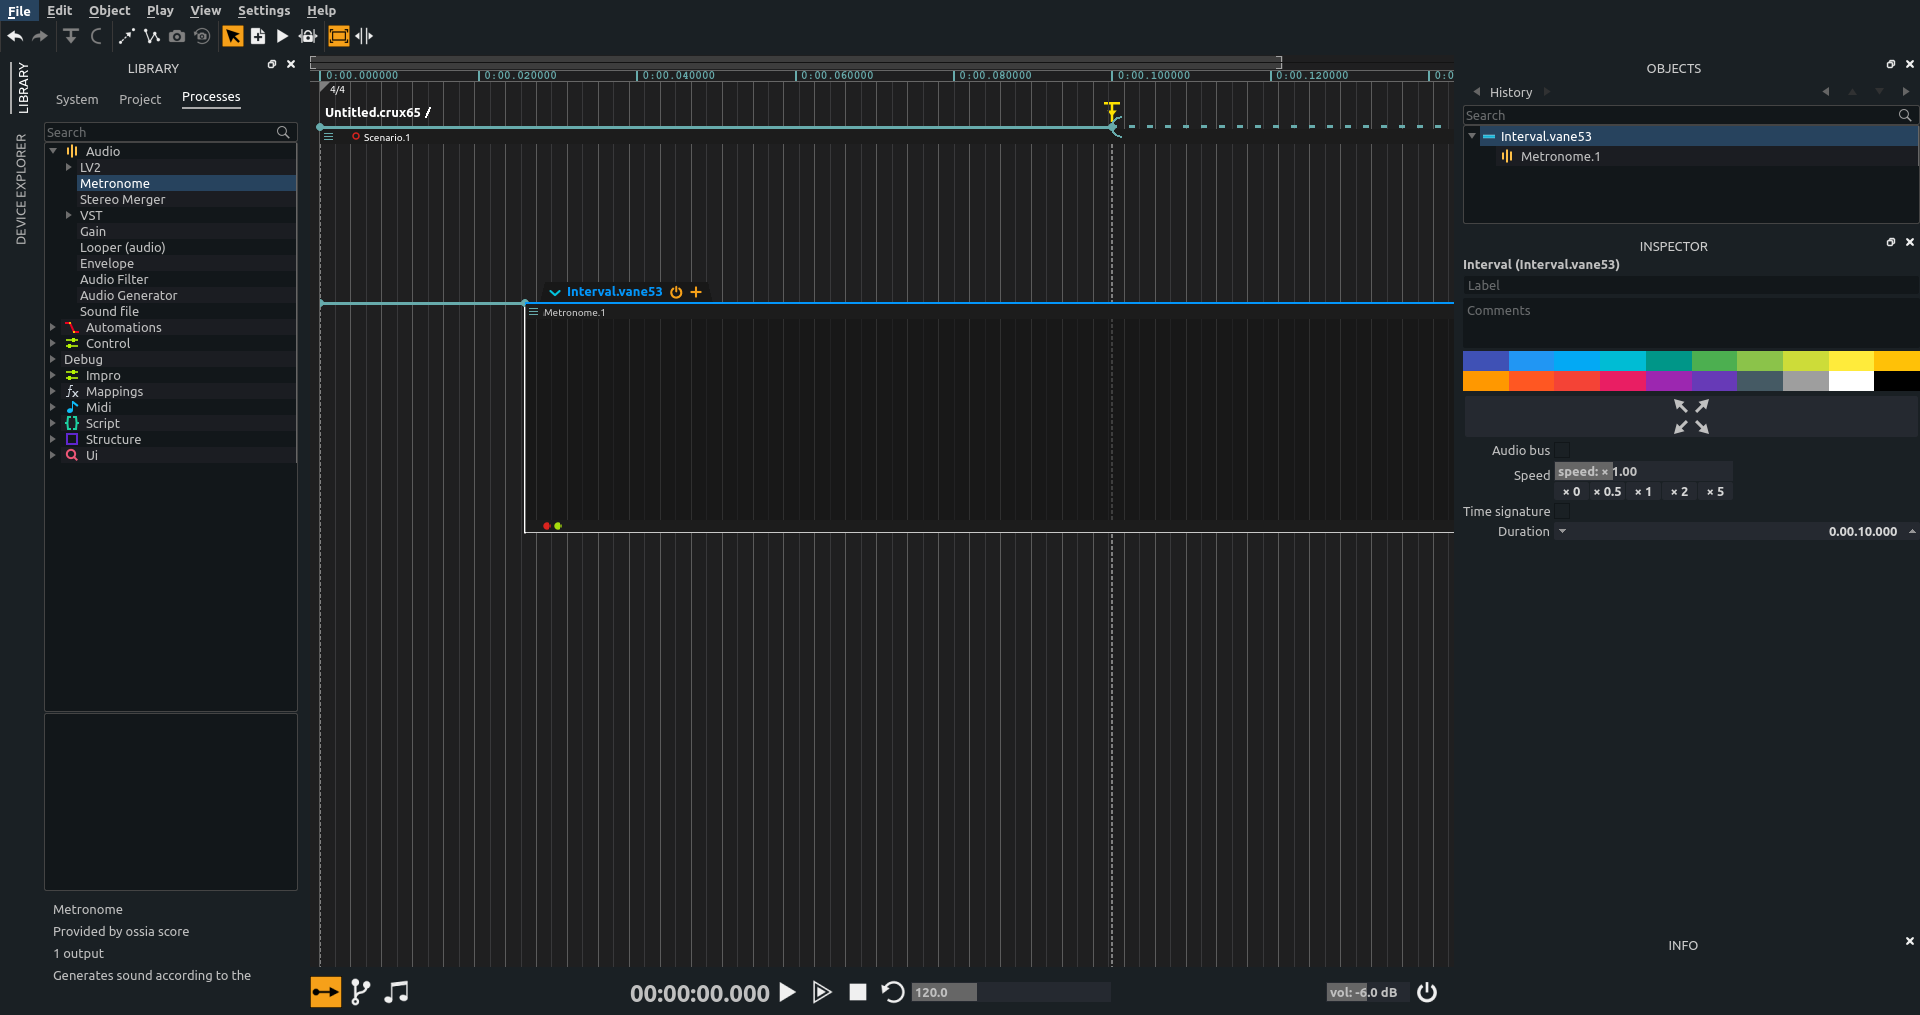 File Edit Object Play View Settings Help
LIBRARY
System Project Processes
Search
Audio
LV2
Metronome
Stereo Merger
VST
Gain
Looper (audio)
Envelope
Audio Filter
Audio Generator
Sound file
Automations
Control
Debug
Impro
Mappings
Midi
Script
Structure
Ui
Metronome
Provided by ossia score
1 output
Generates sound according to the
LIBRARY
DEVICE EXPLORER
0:00.000000 0:00.020000 0:00.040000 0:00.060000 0:00.080000 0:00.100000 0:00.120000 0:0
4/4
Untitled.crux65 /
Scenario.1
Interval.vane53
Metronome.1
00:00:00.000
120.0
vol: -6.0 dB
OBJECTS
History
Search
Interval.vane53
Metronome.1
INSPECTOR
Interval (Interval.vane53)
Label
Comments
Audio bus
Speed speed: × 1.00
× 0 × 0.5 × 1 × 2 × 5
Time signature
Duration 0.00.10.000
INFO